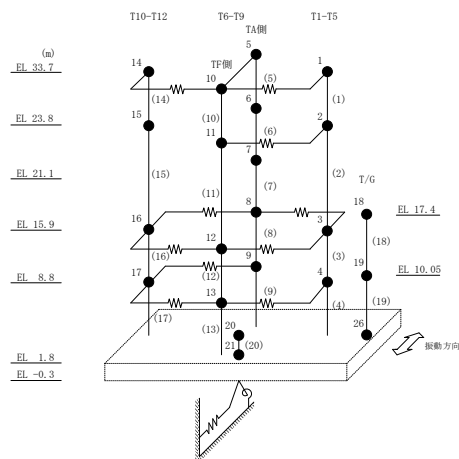 T10-T12
T6-T9
T1-T5
TA側
TF側
(m)
EL 33.7
EL 23.8
EL 21.1
EL 15.9
EL 8.8
EL 1.8
EL -0.3
14
5
1
10
(5)
(14)
(10)
(1)
6
15
2
11
(6)
7
(15)
(7)
(2)
T/G
(11)
8
18
EL 17.4
16
3
12
(8)
(18)
(16)
9
(3)
17
(12)
4
19
EL 10.05
13
(9)
(17)
(4)
(19)
(13)
20
21
(20)
26
振動方向